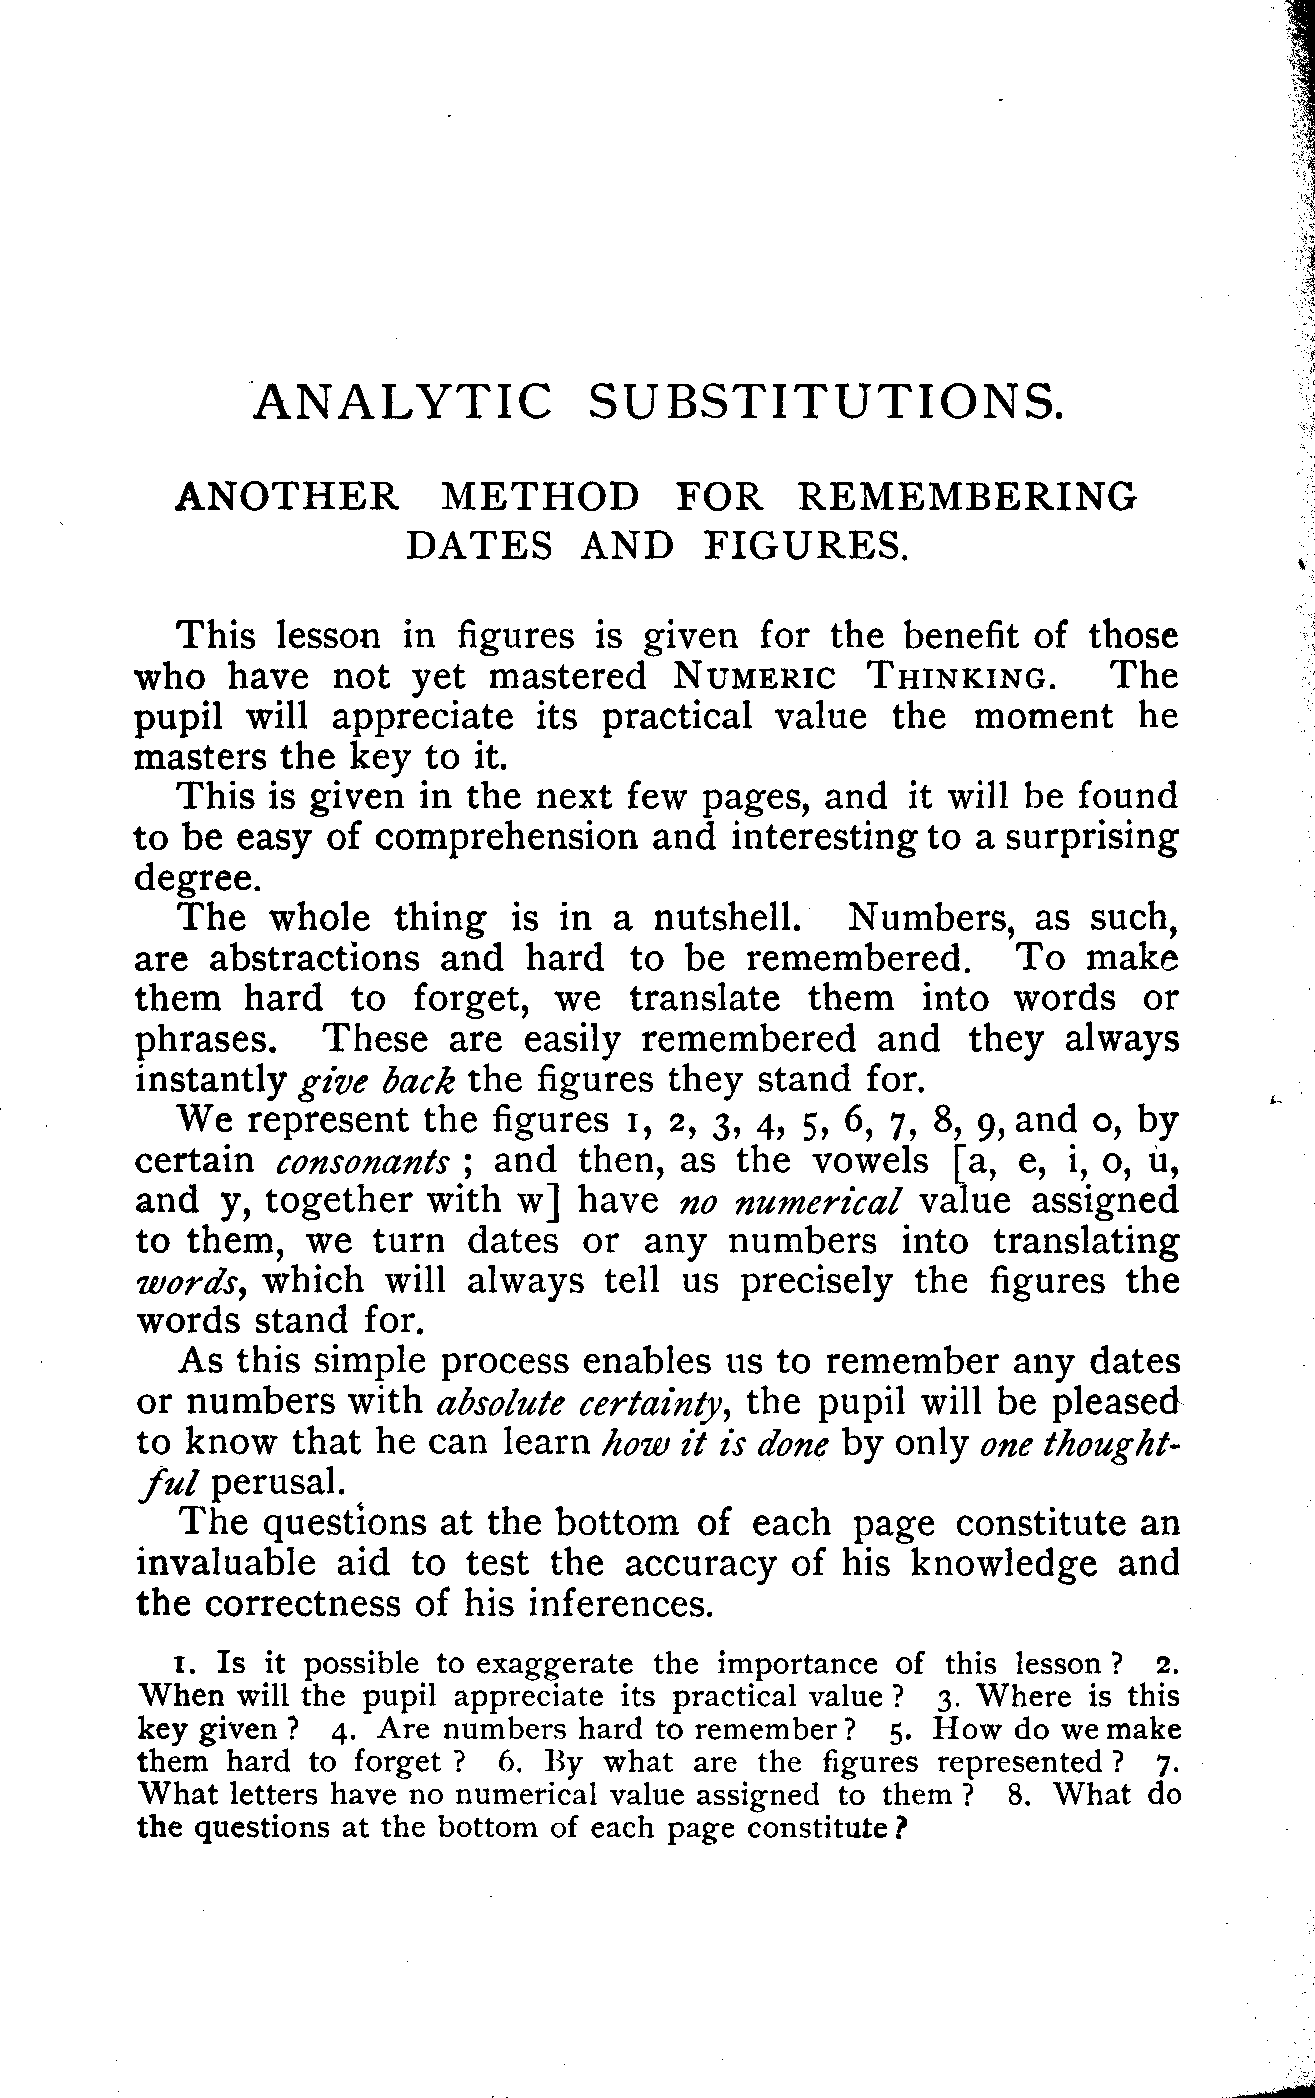 ANALYTIC SUBSTITUTIONS.
ANOTHER METHOD FOR REMEMBERING
DATES AND FIGURES.
This lesson in figures is given for the benefit of those
who have not yet mastered NUMERIC THINKING. The
pupil will appreciate its practical value the moment he
masters the key to it.
This is given in the next few pages, and it will be found
to be easy of comprehension and interesting to a surprising
degree.
The whole thing is in a nutshell. Numbers, as such,
are abstractions and hard to be remembered. To make
them hard to forget, we translate them into words or
phrases. These are easily remembered and they always
instantly give back the figures they stand for.
We represent the figures 1, 2, 3, 4, 5, 6, 7, 8, 9, and 0, by
certain consonants ; and then, as the vowels [a, e, i, o, u,
and y, together with w] have no numerical value assigned
to them, we turn dates or any numbers into translating
words, which will always tell us precisely the figures the
words stand for.
As this simple process enables us to remember any dates
or numbers with absolute certainty, the pupil will be pleased
to know that he can learn how it is done by only one thought-
ful perusal.
The questions at the bottom of each page constitute an
invaluable aid to test the accuracy of his knowledge and
the correctness of his inferences.
1. Is it possible to exaggerate the importance of this lesson ? 2.
When will the pupil appreciate its practical value ? 3. Where is this
key given ? 4. Are numbers hard to remember ? 5. How do we make
them hard to forget ? 6. By what are the figures represented ? 7.
What letters have no numerical value assigned to them ? 8. What do
the questions at the bottom of each page constitute ?